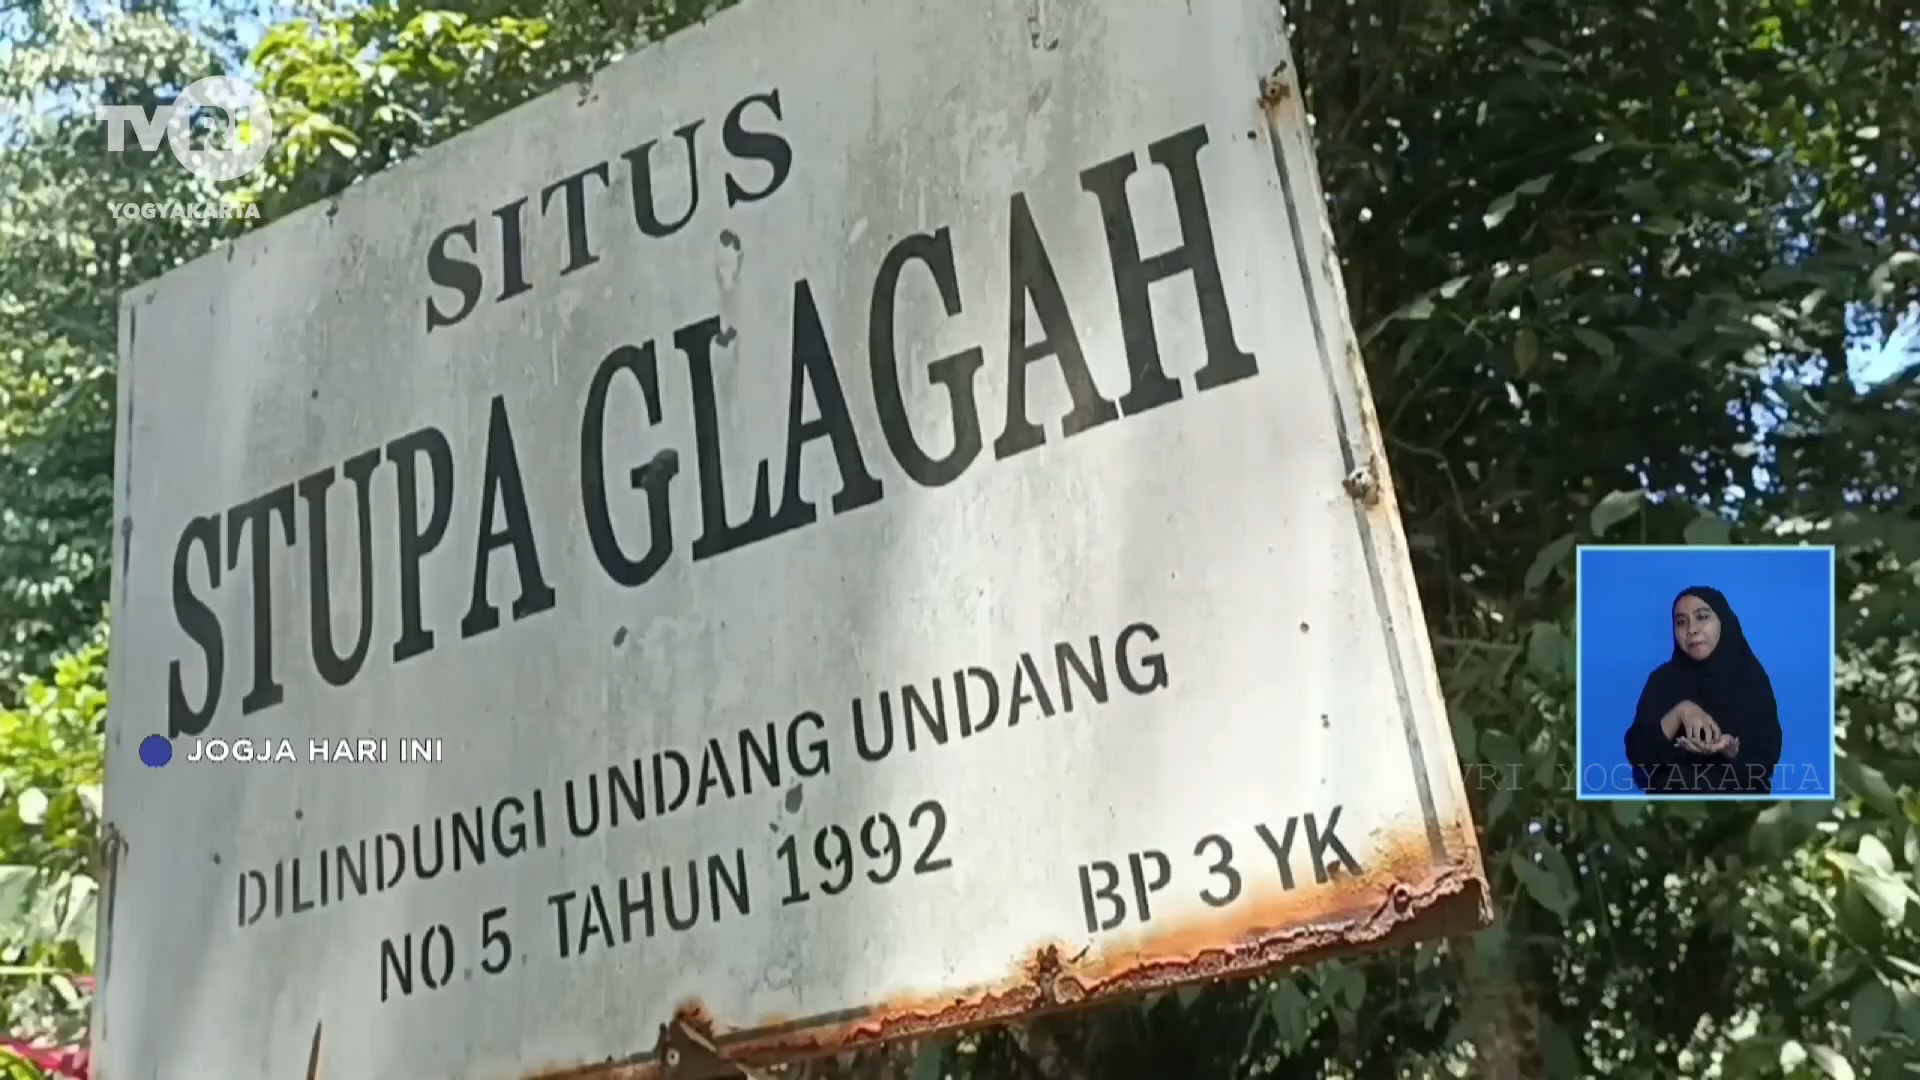 TVRI
YOGYAKARTA
SITUS
STUPA GLAGAH
JOGJA HARI INI
DILINDUNGI UNDANG UNDANG
NO.5. TAHUN 1992
BP 3 YK
VRI YOGYAKARTA